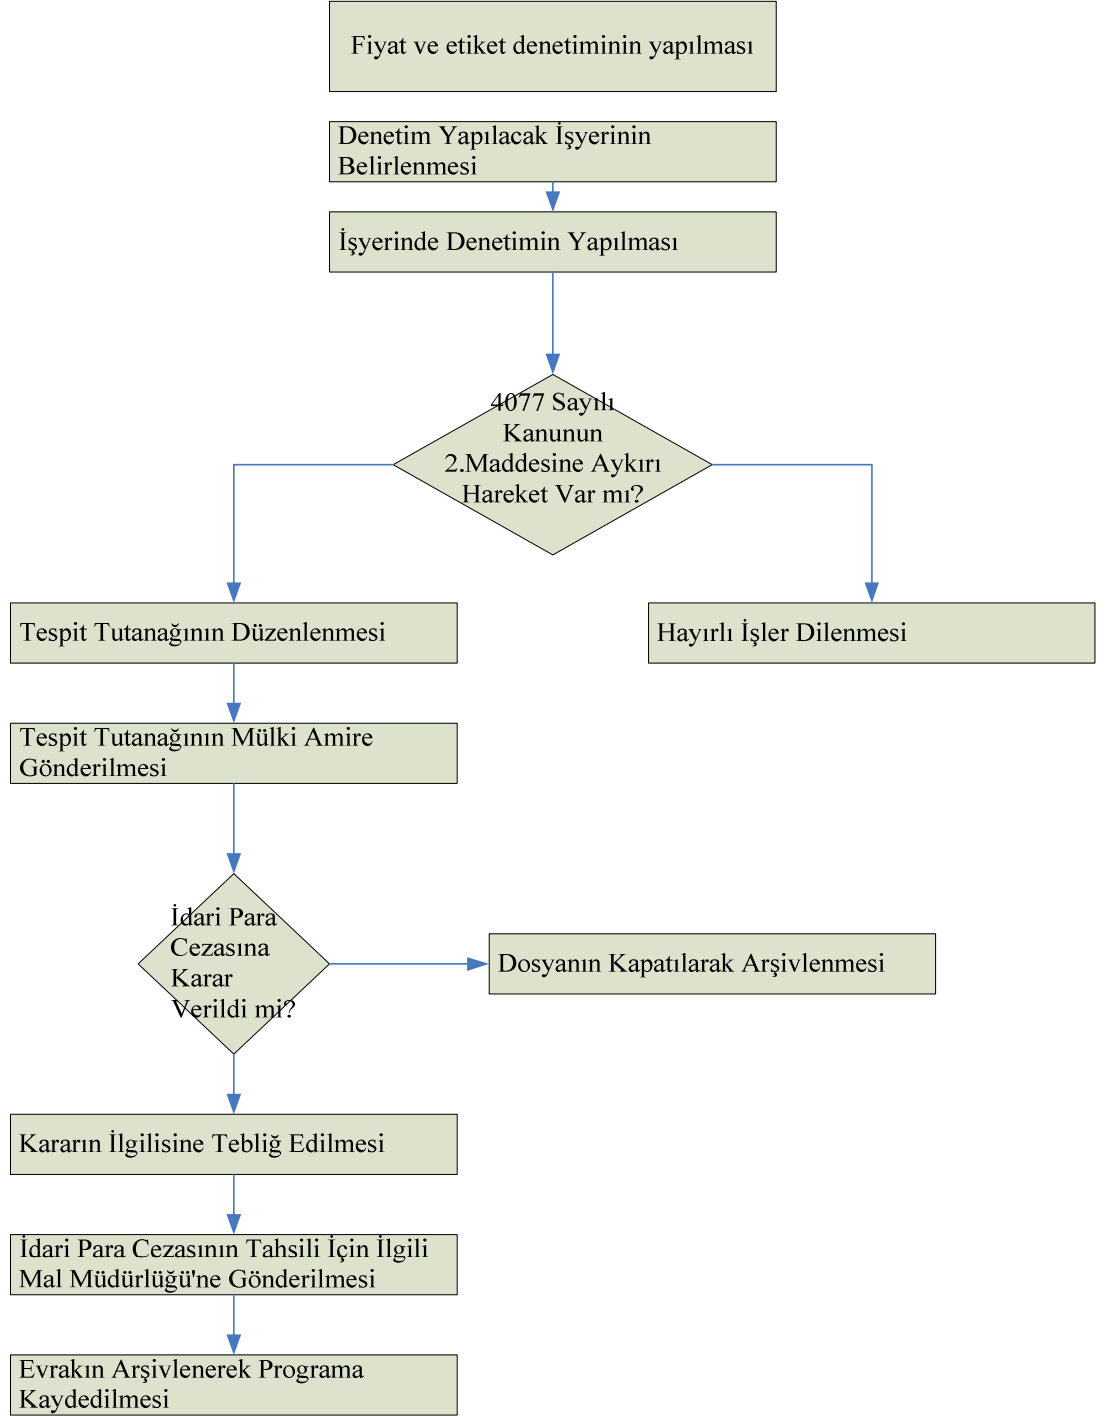 Fiyat ve etiket denetiminin yapılması
Denetim Yapılacak İşyerinin
Belirlenmesi
İşyerinde Denetimin Yapılması
4077 Sayılı
Kanunun
2.Maddesine Aykırı
Hareket Var mı?
Tespit Tutanağının Düzenlenmesi
Hayırlı İşler Dilenmesi
Tespit Tutanağının Mülki Amire
Gönderilmesi
İdari Para
Cezasına
Karar
Verildi mi?
Dosyanın Kapatılarak Arşivlenmesi
Kararın İlgilisine Tebliğ Edilmesi
İdari Para Cezasının Tahsili İçin İlgili
Mal Müdürlüğü'ne Gönderilmesi
Evrakın Arşivlenerek Programa
Kaydedilmesi